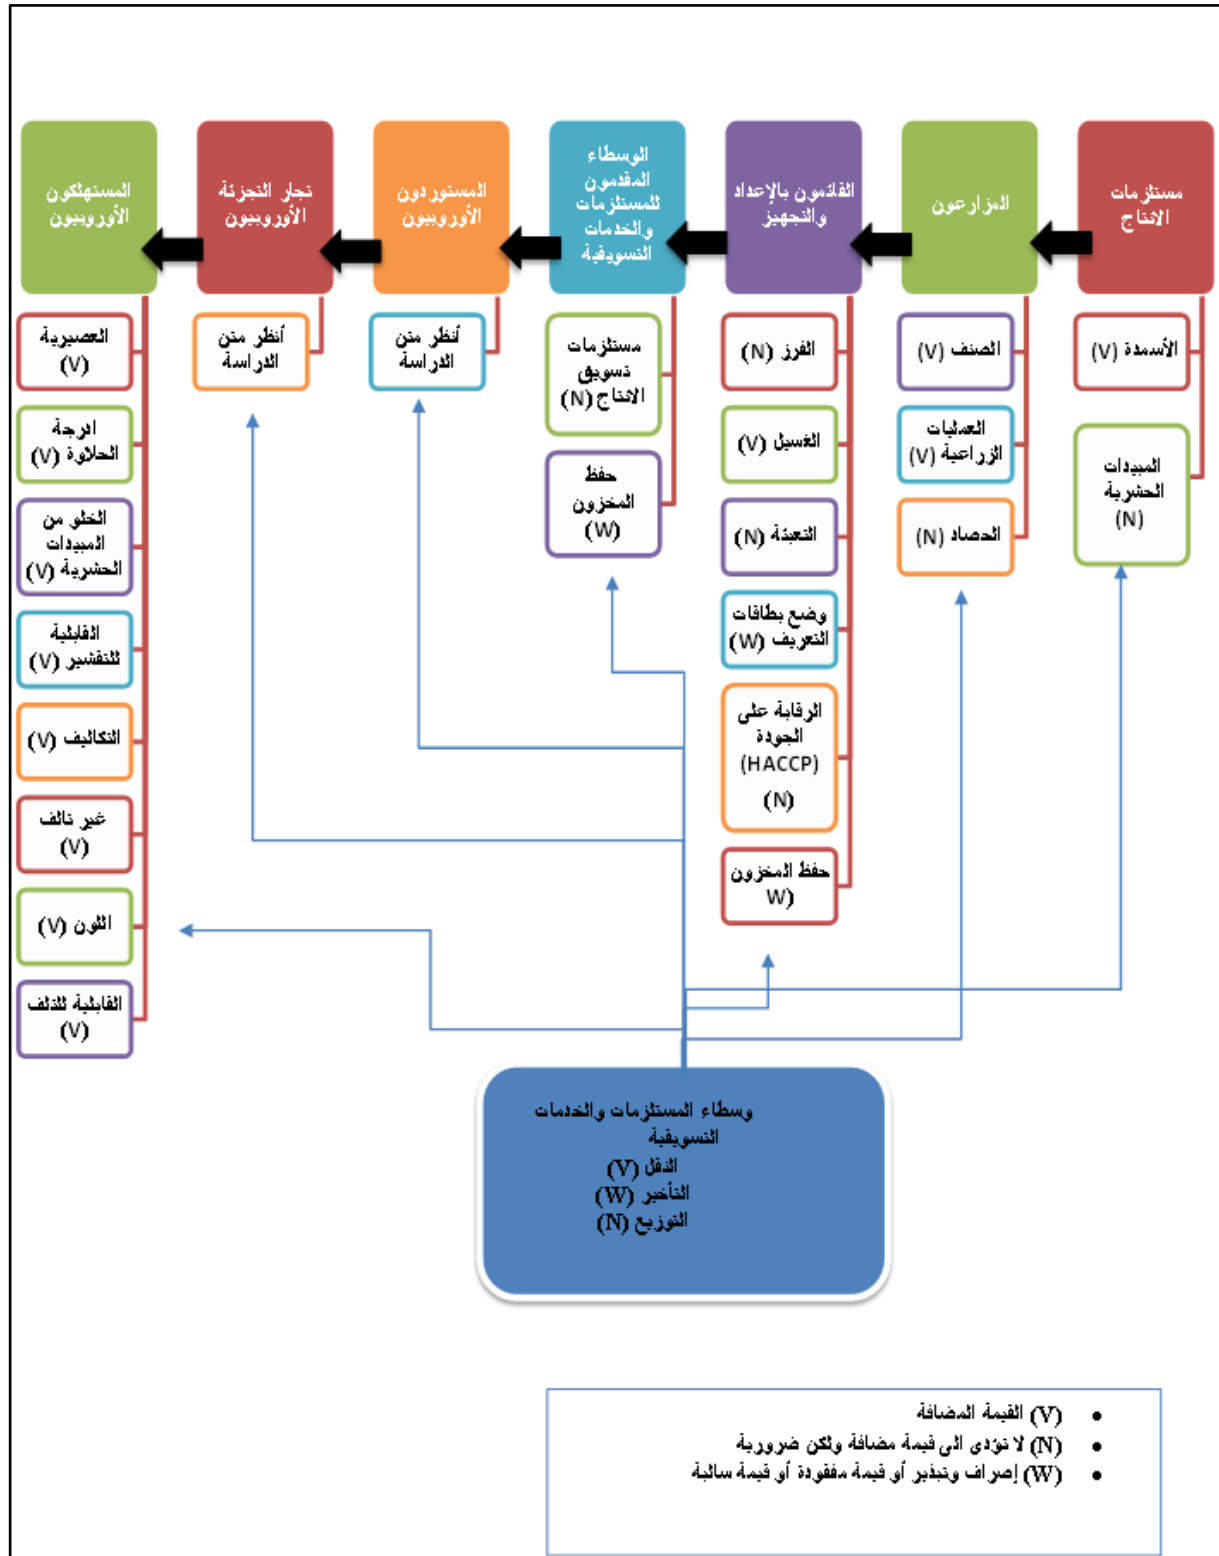 مستلزمات
الانتاج
المزارعون
القائمون بالإعداد
والتجهيز
الوسطاء
المقدمون
للمستلزمات
والخدمات
التسويقية
المستوردون
الأوروبيون
تجار التجزئة
الأوروبيون
المستهلكون
الأوروبيون
الأسمدة (V)
المبيدات
الحشرية
(N)
الصنف (V)
العمليات
الزراعية (V)
الحصاد (N)
الفرز (N)
الغسيل (V)
التعبئة (N)
وضع بطاقات
التعريف (W)
الرقابة على
الجودة
(HACCP)
(N)
حفظ المخزون
W)
مستلزمات
تسويق
الانتاج (N)
حفظ
المخزون
(W)
أنظر متن
الدراسة
أنظر متن
الدراسة
العصيرية
(V)
ادرجة
الحلاوة (V)
الخلو من
المبيدات
الحشرية (V)
القابلية
للتقشير (V)
التكاليف (V)
غير تالف
(V)
اللون (V)
القابلية للتلف
(V)
وسطاء المستلزمات والخدمات
التسويقية
النقل (V)
التأخير (W)
التوزيع (N)
• (V) القيمة المضافة
• (N) لا تؤدى الى قيمة مضافة ولكن ضرورية
• (W) إصراف وتبذير أو قيمة مفقودة أو قيمة سالبة